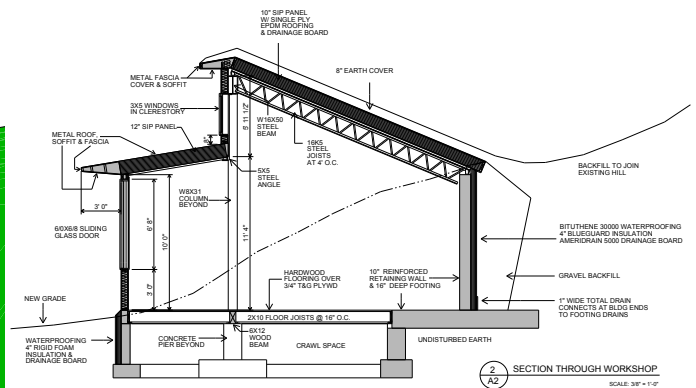 10" SIP PANEL
W/ SINGLE PLY
EPDM ROOFING
& DRAINAGE BOARD
8" EARTH COVER
METAL FASCIA
COVER & SOFFIT
3X5 WINDOWS
IN CLERESTORY
12" SIP PANEL
METAL ROOF,
SOFFIT & FASCIA
W16X50
STEEL
BEAM
5' 11 1/2"
16K5
STEEL
JOISTS
AT 4' O.C.
5X5
STEEL
ANGLE
BACKFILL TO JOIN
EXISTING HILL
3' 0"
W8X31
COLUMN
BEYOND
6/0X6/8 SLIDING
GLASS DOOR
6' 8"
10' 0"
11' 4"
BITUTHENE 30000 WATERPROOFING
4" BLUEGUARD INSULATION
AMERIDRAIN 5000 DRAINAGE BOARD
HARDWOOD
FLOORING OVER
3/4" T&G PLYWD
10" REINFORCED
RETAINING WALL
& 16" DEEP FOOTING
GRAVEL BACKFILL
3' 0"
NEW GRADE
1" WIDE TOTAL DRAIN
CONNECTS AT BLDG ENDS
TO FOOTING DRAINS
2X10 FLOOR JOISTS @ 16" O.C.
WATERPROOFING
4" RIGID FOAM
INSULATION &
DRAINAGE BOARD
CONCRETE
PIER BEYOND
6X12
WOOD
BEAM
CRAWL SPACE
UNDISTURBED EARTH
2
A2
SECTION THROUGH WORKSHOP
SCALE: 3/8" = 1'-0"